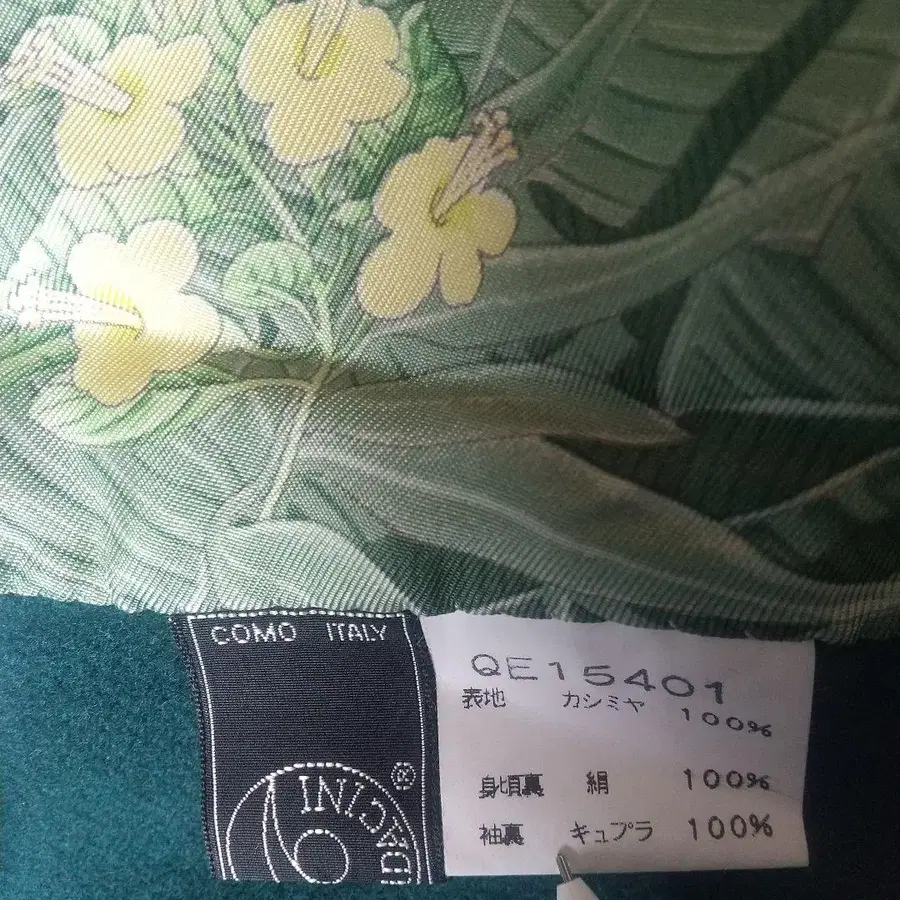 COMO ITALY
QE15401
表地 カシミヤ 100%
身頃裏 絹 100%
袖裏 キュプラ 100%